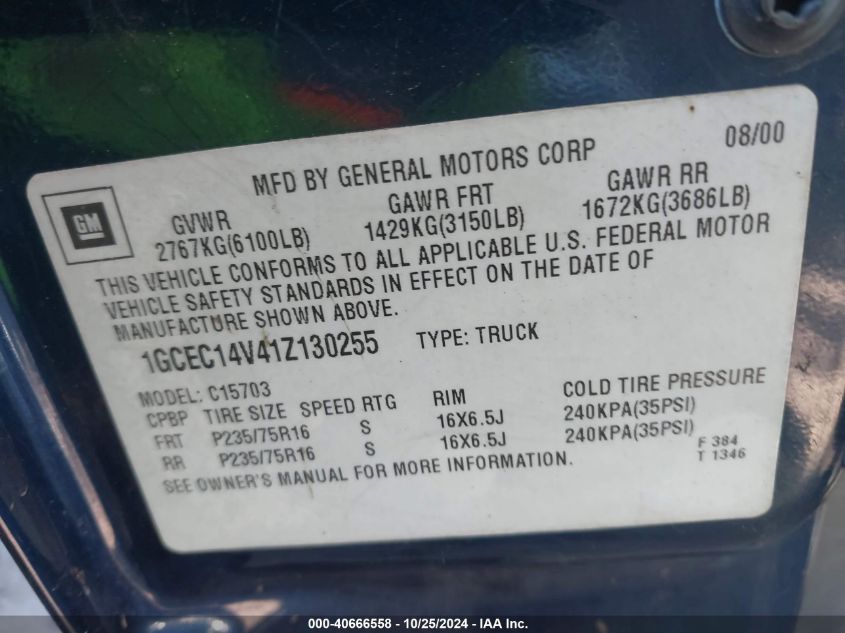 08/00
MFD BY GENERAL MOTORS CORP
GM
GVWR GAWR FRT GAWR RR
2767KG(6100LB) 1429KG(3150LB) 1672KG(3686LB)
THIS VEHICLE CONFORMS TO ALL APPLICABLE U.S. FEDERAL MOTOR
VEHICLE SAFETY STANDARDS IN EFFECT ON THE DATE OF
MANUFACTURE SHOWN ABOVE.
1GCEC14V41Z130255 TYPE: TRUCK
MODEL: C15703
CPBP TIRE SIZE SPEED RTG RIM COLD TIRE PRESSURE
FRT P235/75R16 S 16X6.5J 240KPA(35PSI)
RR P235/75R16 S 16X6.5J 240KPA(35PSI)
SEE OWNER'S MANUAL FOR MORE INFORMATION.
F 384
T 1346
000-40666558 - 10/25/2024 - IAA Inc.